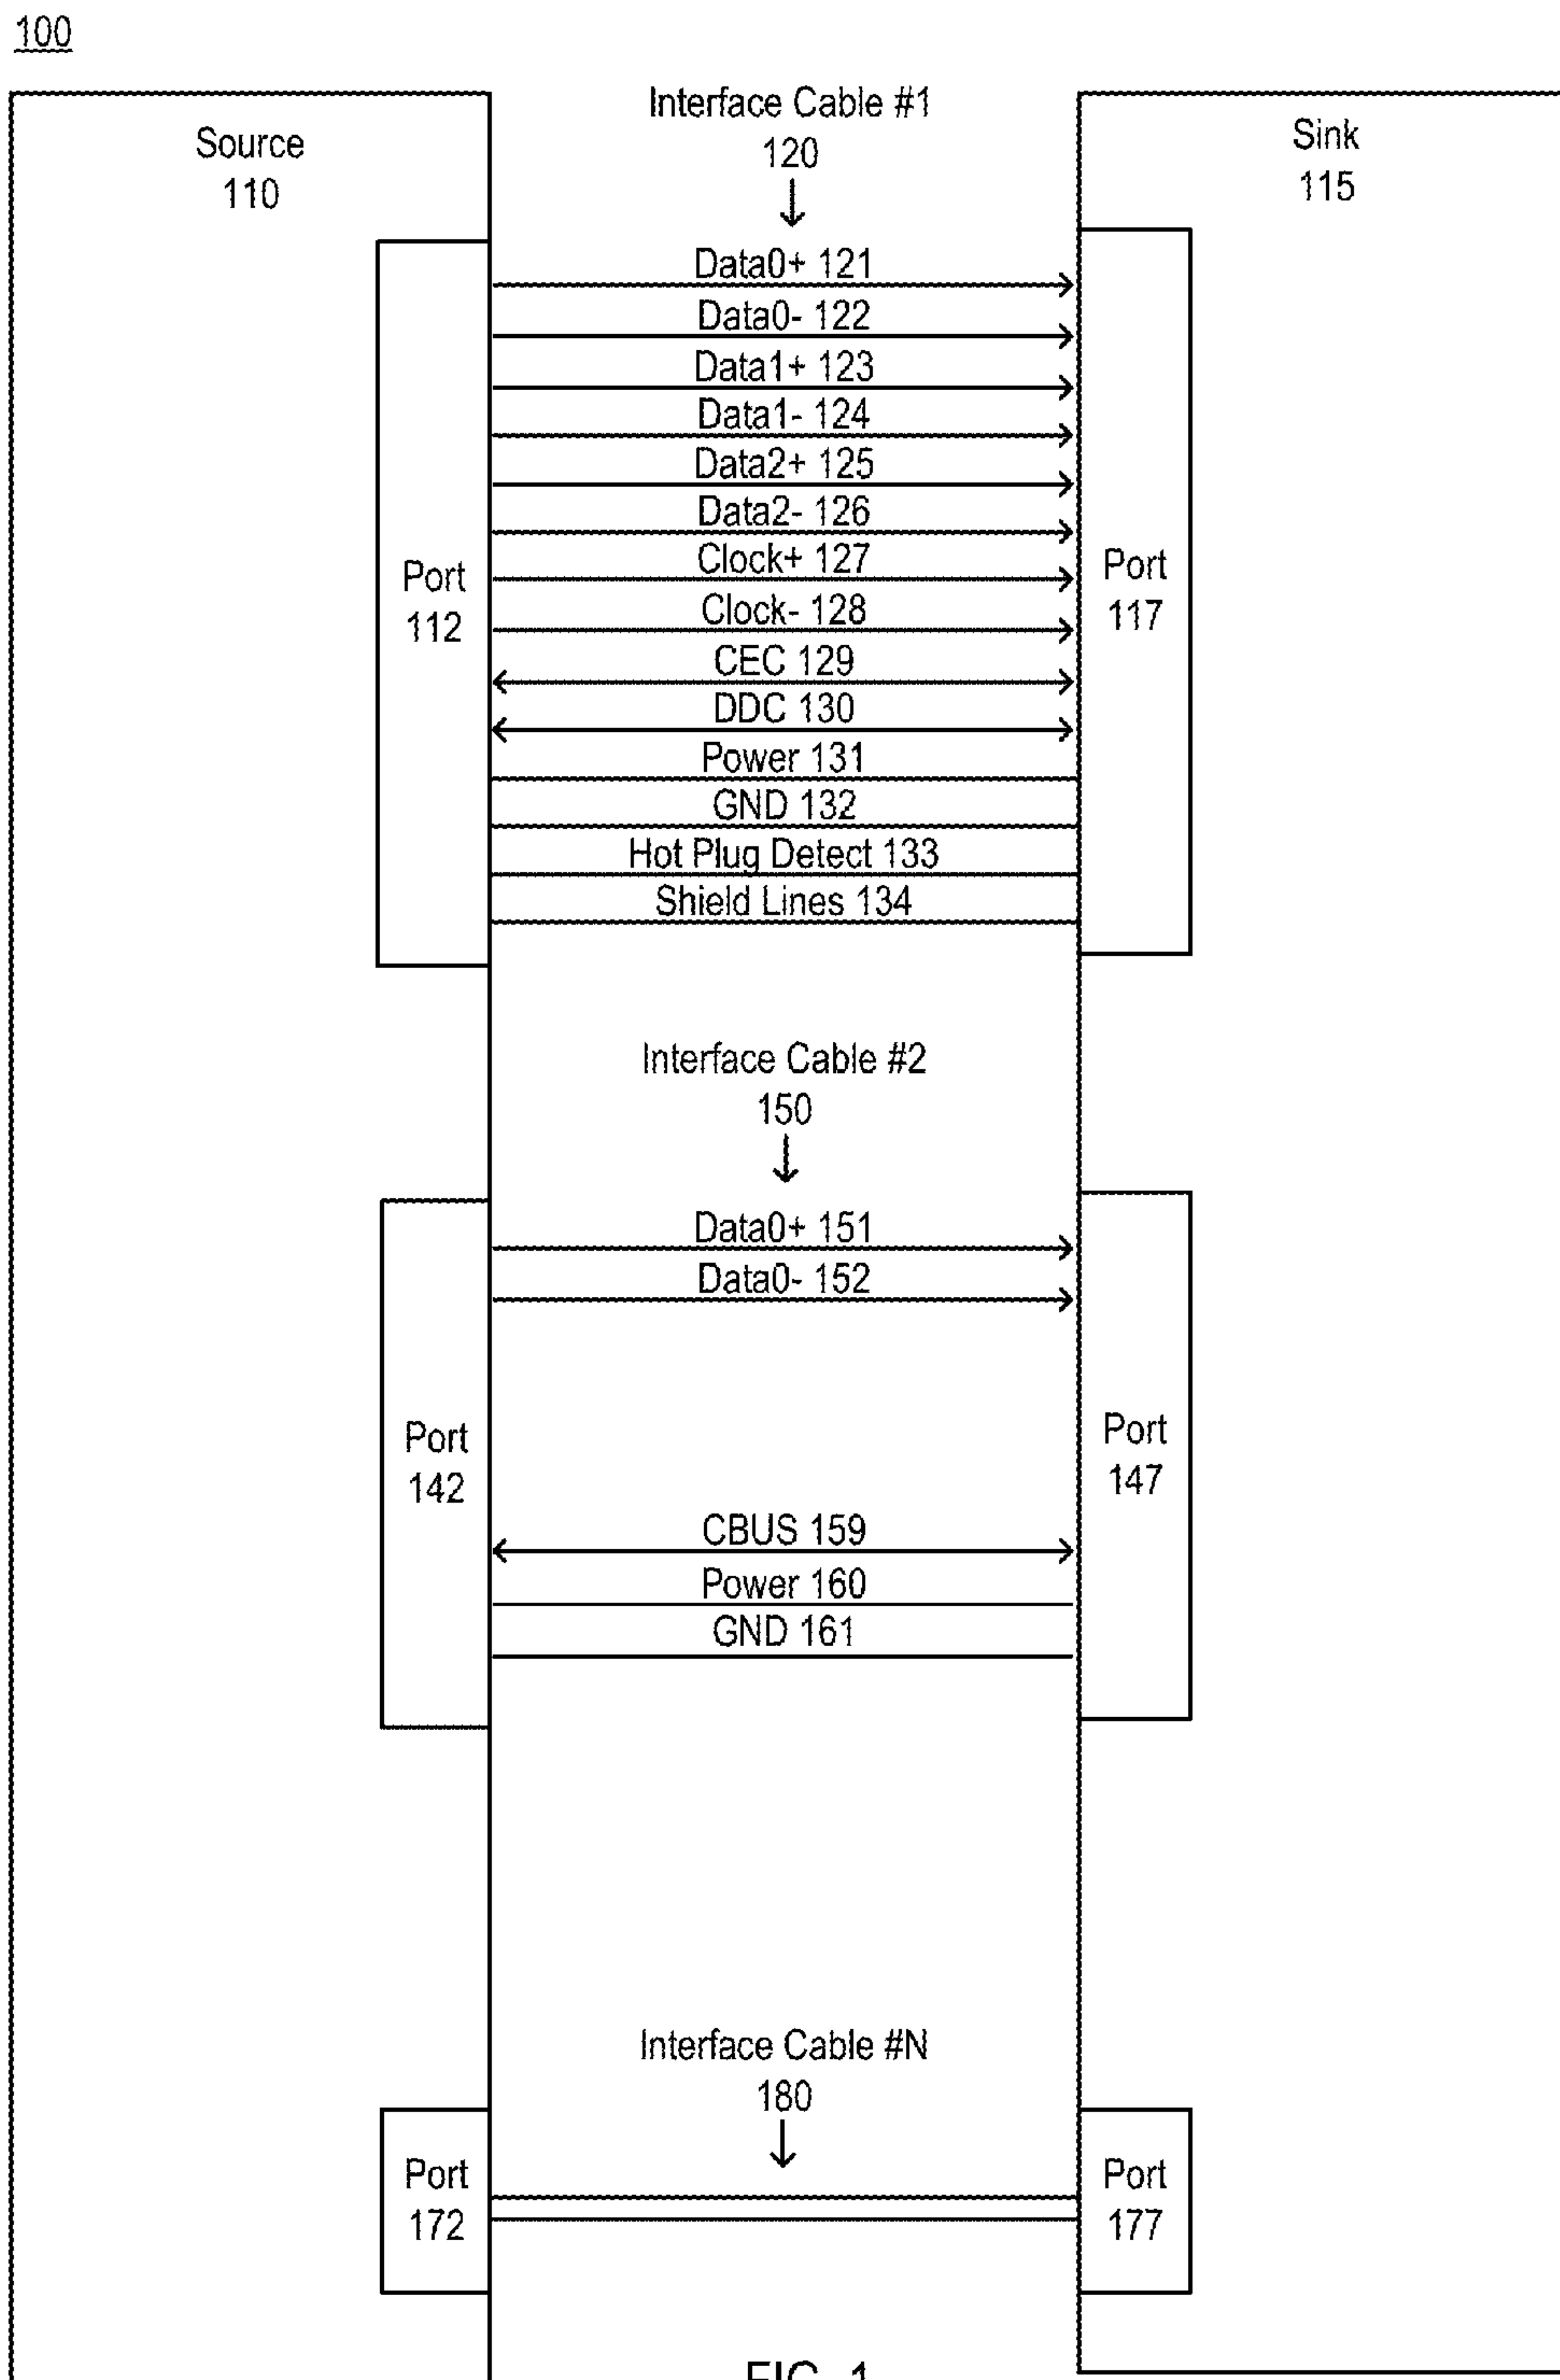 100
Source
110
Interface Cable #1
120
Sink
115
Data0+ 121
Data0- 122
Data1+ 123
Data1- 124
Data2+ 125
Data2- 126
Clock+ 127
Clock- 128
CEC 129
DDC 130
Power 131
GND 132
Hot Plug Detect 133
Shield Lines 134
Port
112
Port
117
Interface Cable #2
150
Data0+ 151
Data0- 152
CBUS 159
Power 160
GND 161
Port
142
Port
147
Interface Cable #N
180
Port
172
Port
177
FIG. 1